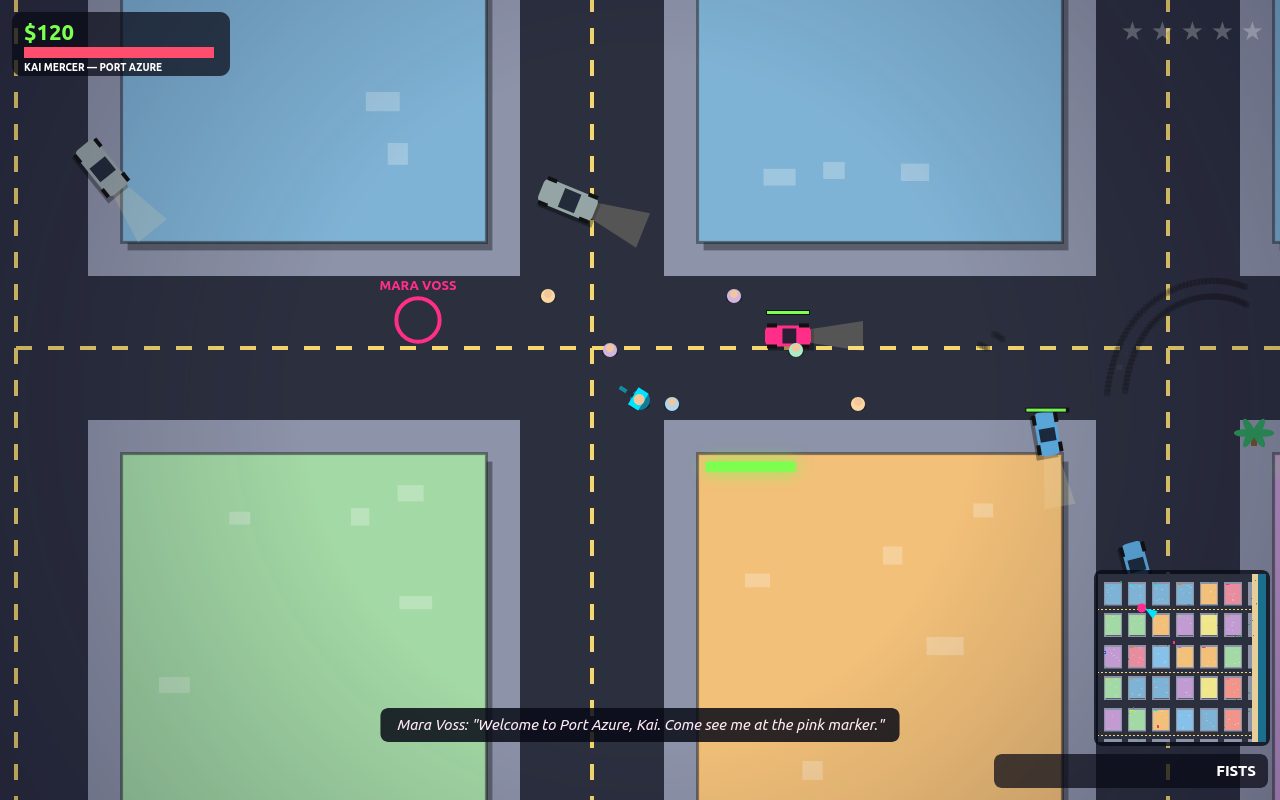 $120
KAI MERCER — PORT AZURE
MARA VOSS
Mara Voss: "Welcome to Port Azure, Kai. Come see me at the pink marker."
FISTS